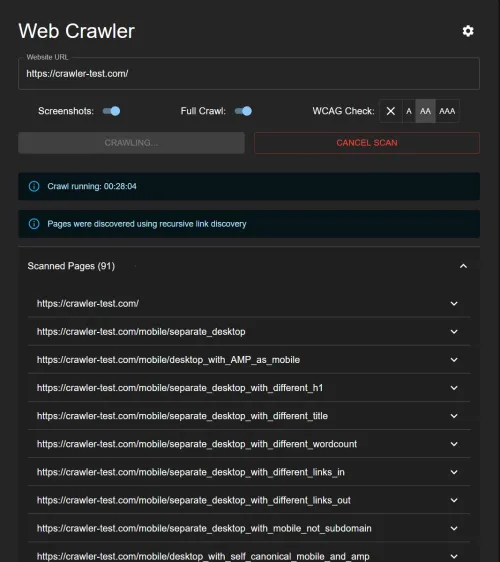 Web Crawler
Website URL
https://crawler-test.com/
Screenshots: Full Crawl: WCAG Check: A AA AAA
CRAWLING... CANCEL SCAN
Crawl running: 00:28:04
Pages were discovered using recursive link discovery
Scanned Pages (91)
https://crawler-test.com/
https://crawler-test.com/mobile/separate_desktop
https://crawler-test.com/mobile/desktop_with_AMP_as_mobile
https://crawler-test.com/mobile/separate_desktop_with_different_h1
https://crawler-test.com/mobile/separate_desktop_with_different_title
https://crawler-test.com/mobile/separate_desktop_with_different_wordcount
https://crawler-test.com/mobile/separate_desktop_with_different_links_in
https://crawler-test.com/mobile/separate_desktop_with_different_links_out
https://crawler-test.com/mobile/separate_desktop_with_mobile_not_subdomain
https://crawler-test.com/mobile/desktop_with_self_canonical_mobile_and_amp